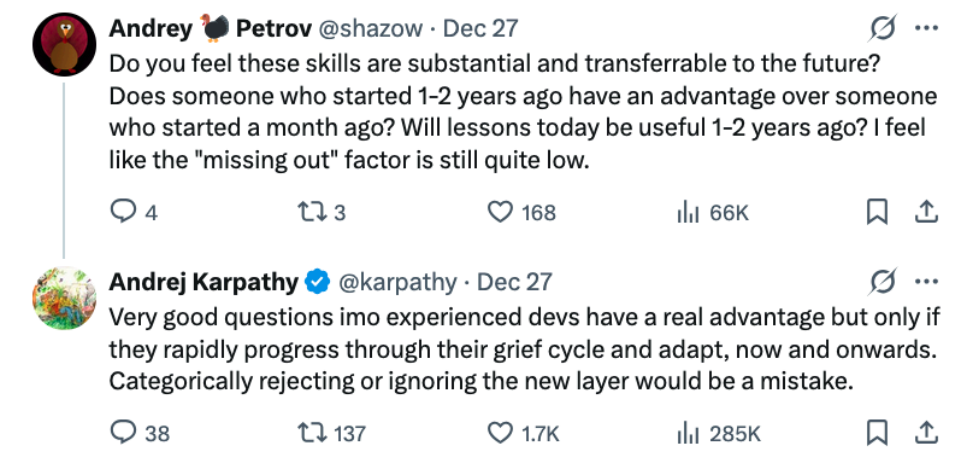 Andrey 🦃 Petrov @shazow · Dec 27
Do you feel these skills are substantial and transferrable to the future?
Does someone who started 1-2 years ago have an advantage over someone
who started a month ago? Will lessons today be useful 1-2 years ago? I feel
like the "missing out" factor is still quite low.
4 3 168 66K
Andrej Karpathy @karpathy · Dec 27
Very good questions imo experienced devs have a real advantage but only if
they rapidly progress through their grief cycle and adapt, now and onwards.
Categorically rejecting or ignoring the new layer would be a mistake.
38 137 1.7K 285K